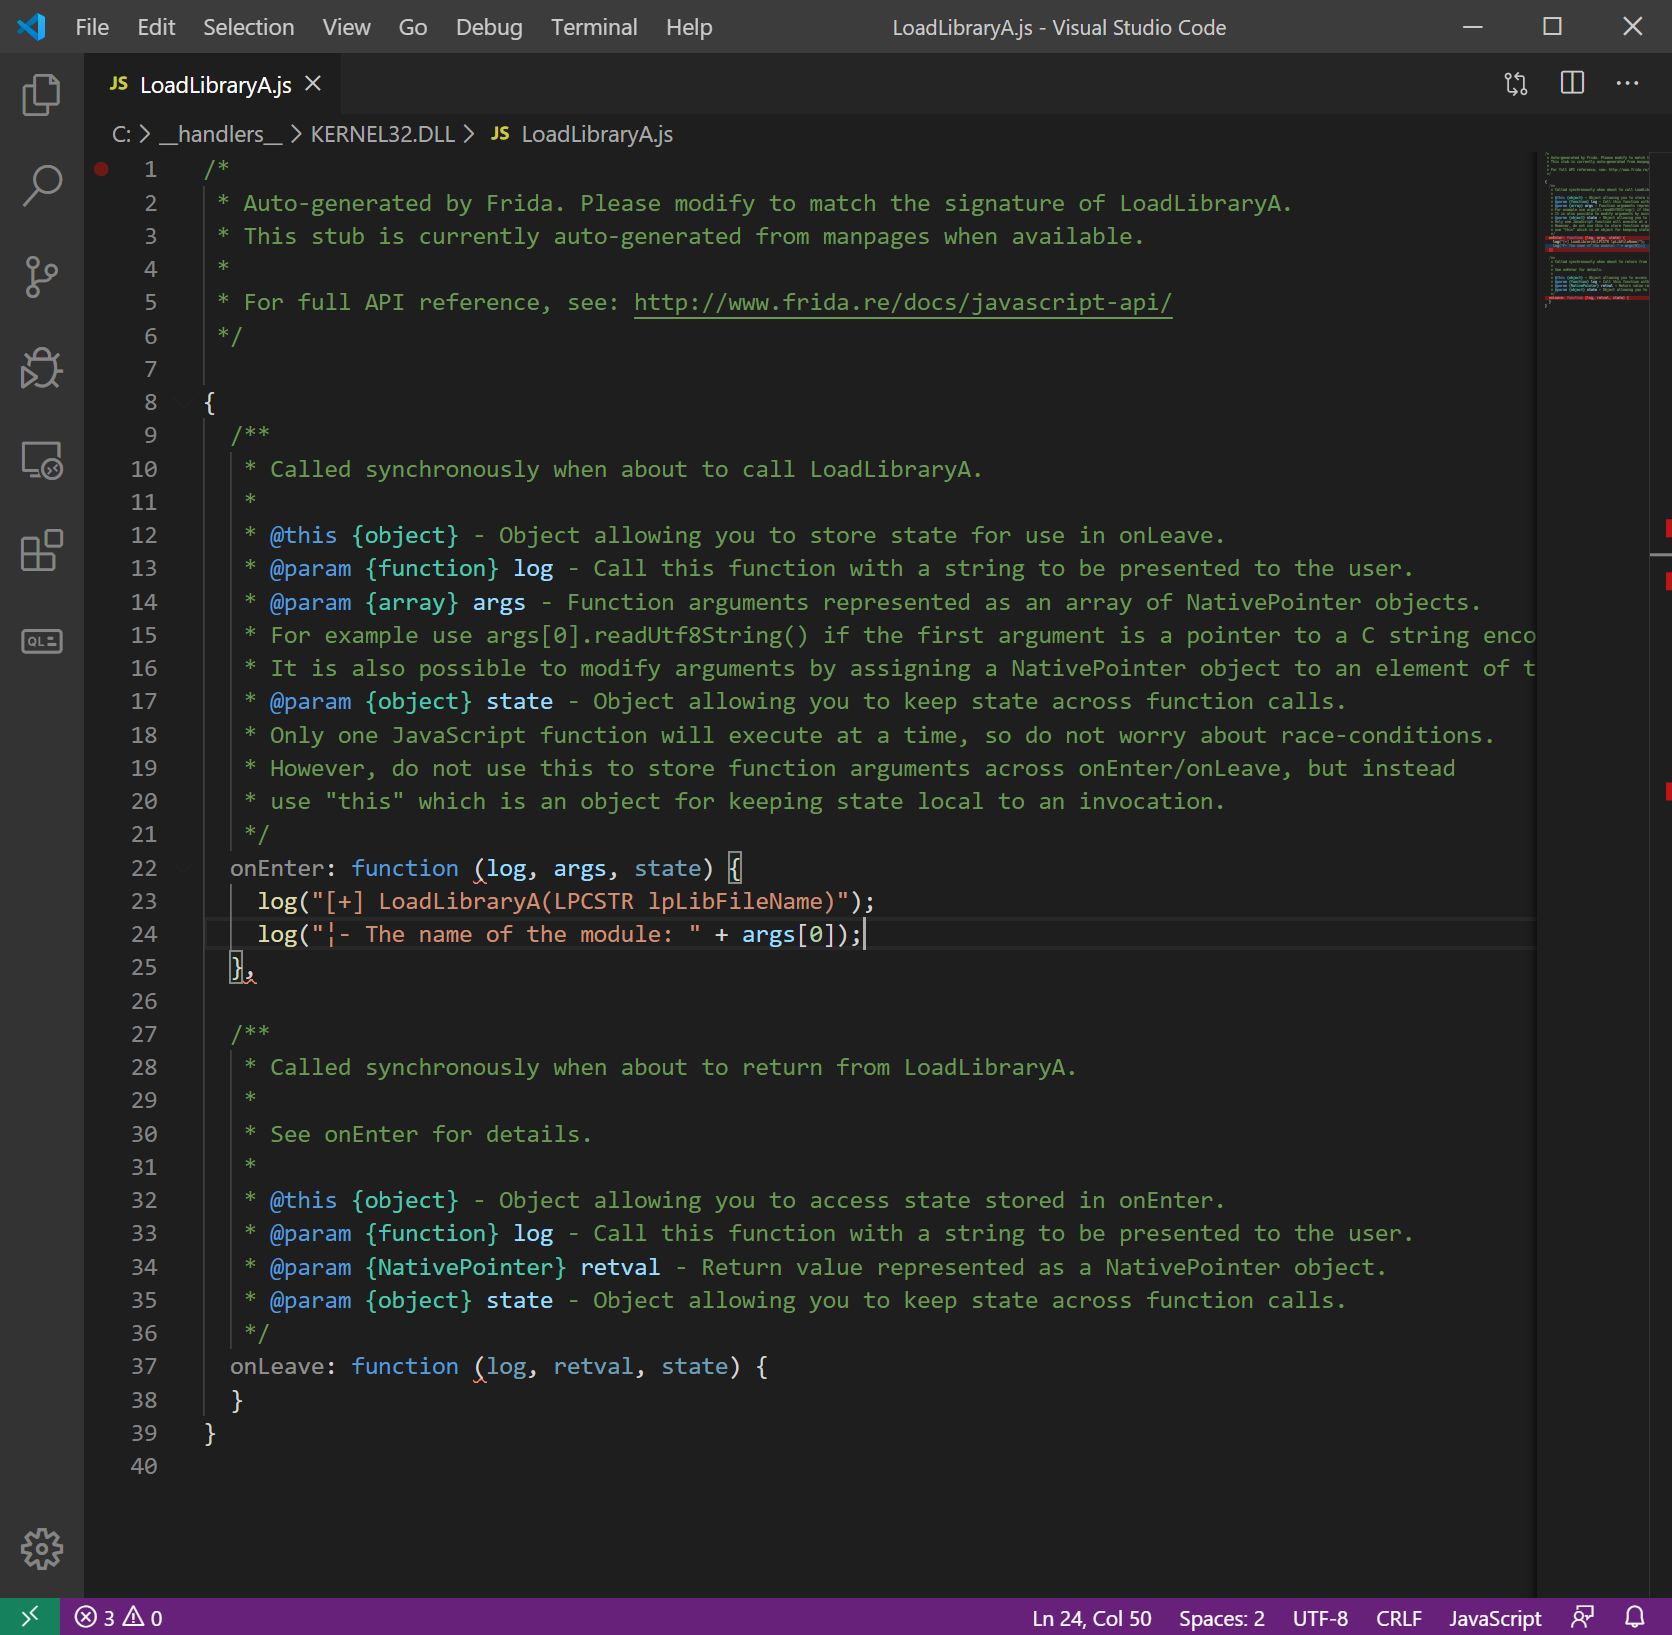 File Edit Selection View Go Debug Terminal Help LoadLibraryA.js - Visual Studio Code
JS LoadLibraryA.js
C: > __handlers__ > KERNEL32.DLL > JS LoadLibraryA.js
1 /*
2 * Auto-generated by Frida. Please modify to match the signature of LoadLibraryA.
3 * This stub is currently auto-generated from manpages when available.
4 *
5 * For full API reference, see: http://www.frida.re/docs/javascript-api/
6 */
7
8 {
9 /**
10 * Called synchronously when about to call LoadLibraryA.
11 *
12 * @this {object} - Object allowing you to store state for use in onLeave.
13 * @param {function} log - Call this function with a string to be presented to the user.
14 * @param {array} args - Function arguments represented as an array of NativePointer objects.
15 * For example use args[0].readUtf8String() if the first argument is a pointer to a C string enco
16 * It is also possible to modify arguments by assigning a NativePointer object to an element of t
17 * @param {object} state - Object allowing you to keep state across function calls.
18 * Only one JavaScript function will execute at a time, so do not worry about race-conditions.
19 * However, do not use this to store function arguments across onEnter/onLeave, but instead
20 * use "this" which is an object for keeping state local to an invocation.
21 */
22 onEnter: function (log, args, state) {
23 log("[+] LoadLibraryA(LPCSTR lpLibFileName)");
24 log("¦- The name of the module: " + args[0]);
25 },
26
27 /**
28 * Called synchronously when about to return from LoadLibraryA.
29 *
30 * See onEnter for details.
31 *
32 * @this {object} - Object allowing you to access state stored in onEnter.
33 * @param {function} log - Call this function with a string to be presented to the user.
34 * @param {NativePointer} retval - Return value represented as a NativePointer object.
35 * @param {object} state - Object allowing you to keep state across function calls.
36 */
37 onLeave: function (log, retval, state) {
38 }
39 }
40
QL
3 0 Ln 24, Col 50 Spaces: 2 UTF-8 CRLF JavaScript